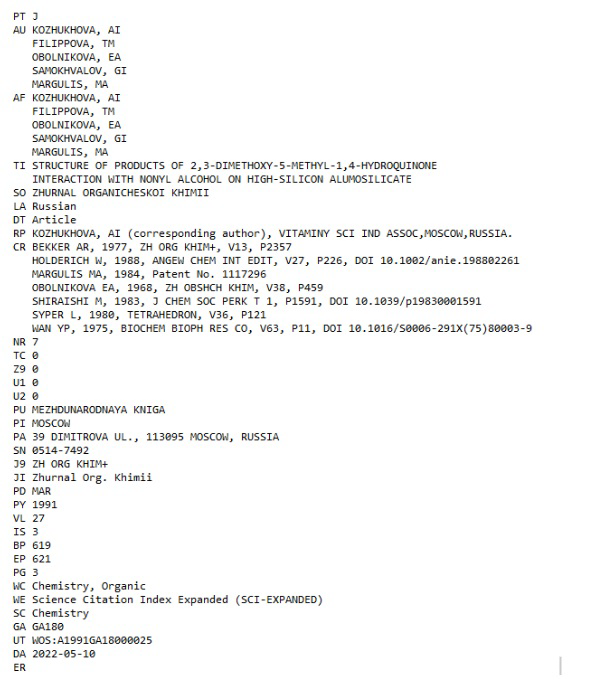 PT J
AU KOZHUKHOVA, AI
FILIPPOVA, TM
OBOLNIKOVA, EA
SAMOKHVALOV, GI
MARGULIS, MA
AF KOZHUKHOVA, AI
FILIPPOVA, TM
OBOLNIKOVA, EA
SAMOKHVALOV, GI
MARGULIS, MA
TI STRUCTURE OF PRODUCTS OF 2,3-DIMETHOXY-5-METHYL-1,4-HYDROQUINONE
INTERACTION WITH NONYL ALCOHOL ON HIGH-SILICON ALUMOSILICATE
SO ZHURNAL ORGANICHESKOI KHIMII
LA Russian
DT Article
RP KOZHUKHOVA, AI (corresponding author), VITAMINY SCI IND ASSOC,MOSCOW,RUSSIA.
CR BEKKER AR, 1977, ZH ORG KHIM+, V13, P2357
HOLDERICH W, 1988, ANGEW CHEM INT EDIT, V27, P226, DOI 10.1002/anie.198802261
MARGULIS MA, 1984, Patent No. 1117296
OBOLNIKOVA EA, 1968, ZH OBSHCH KHIM, V38, P459
SHIRAISHI M, 1983, J CHEM SOC PERK T 1, P1591, DOI 10.1039/p19830001591
SYPER L, 1980, TETRAHEDRON, V36, P121
WAN YP, 1975, BIOCHEM BIOPH RES CO, V63, P11, DOI 10.1016/S0006-291X(75)80003-9
NR 7
TC 0
Z9 0
U1 0
U2 0
PU MEZHDUNARODNAYA KNIGA
PI MOSCOW
PA 39 DIMITROVA UL., 113095 MOSCOW, RUSSIA
SN 0514-7492
J9 ZH ORG KHIM+
JI Zhurnal Org. Khimii
PD MAR
PY 1991
VL 27
IS 3
BP 619
EP 621
PG 3
WC Chemistry, Organic
WE Science Citation Index Expanded (SCI-EXPANDED)
SC Chemistry
GA GA180
UT WOS:A1991GA18000025
DA 2022-05-10
ER